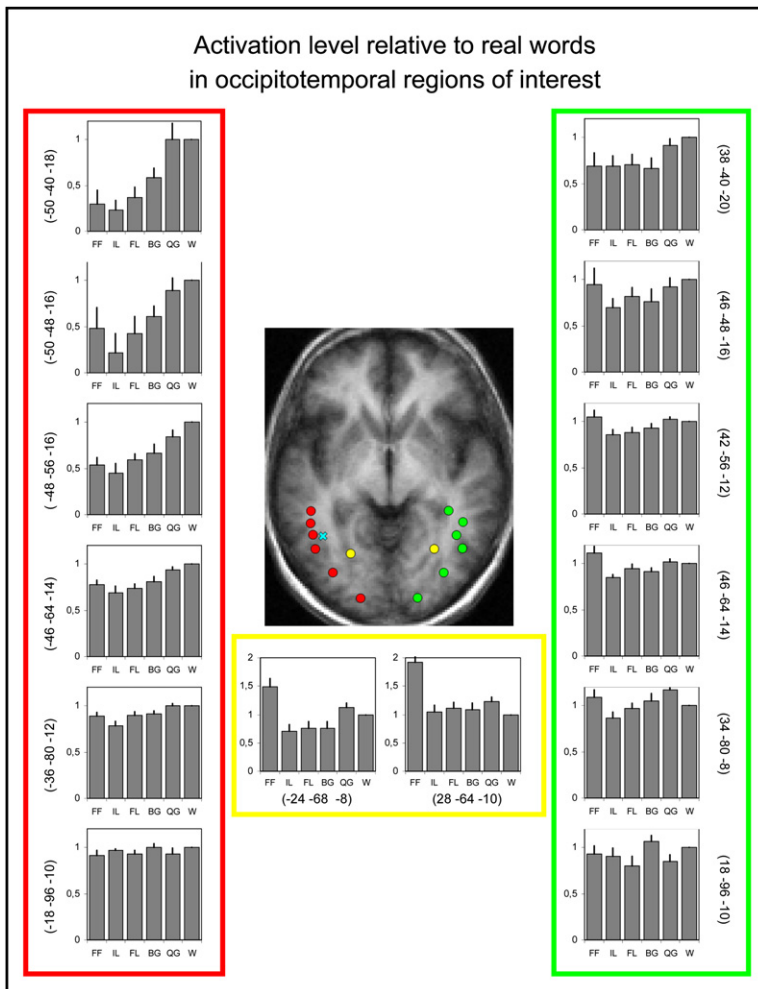 Activation level relative to real words
in occipitotemporal regions of interest
1
0,5
0
FF IL FL BG QG W
(-50 -40 -18)
1
0,5
0
FF IL FL BG QG W
(-50 -48 -16)
1
0,5
0
FF IL FL BG QG W
(-48 -56 -16)
1
0,5
0
FF IL FL BG QG W
(-46 -64 -14)
1
0,5
0
FF IL FL BG QG W
(-36 -80 -12)
1
0,5
0
FF IL FL BG QG W
(-18 -96 -10)
2
1,5
1
0,5
0
FF IL FL BG QG W
(-24 -68 -8)
2
1,5
1
0,5
0
FF IL FL BG QG W
(28 -64 -10)
1
0,5
0
FF IL FL BG QG W
(38 -40 -20)
1
0,5
0
FF IL FL BG QG W
(46 -48 -16)
1
0,5
0
FF IL FL BG QG W
(42 -56 -12)
1
0,5
0
FF IL FL BG QG W
(46 -64 -14)
1
0,5
0
FF IL FL BG QG W
(34 -80 -8)
1
0,5
0
FF IL FL BG QG W
(18 -96 -10)